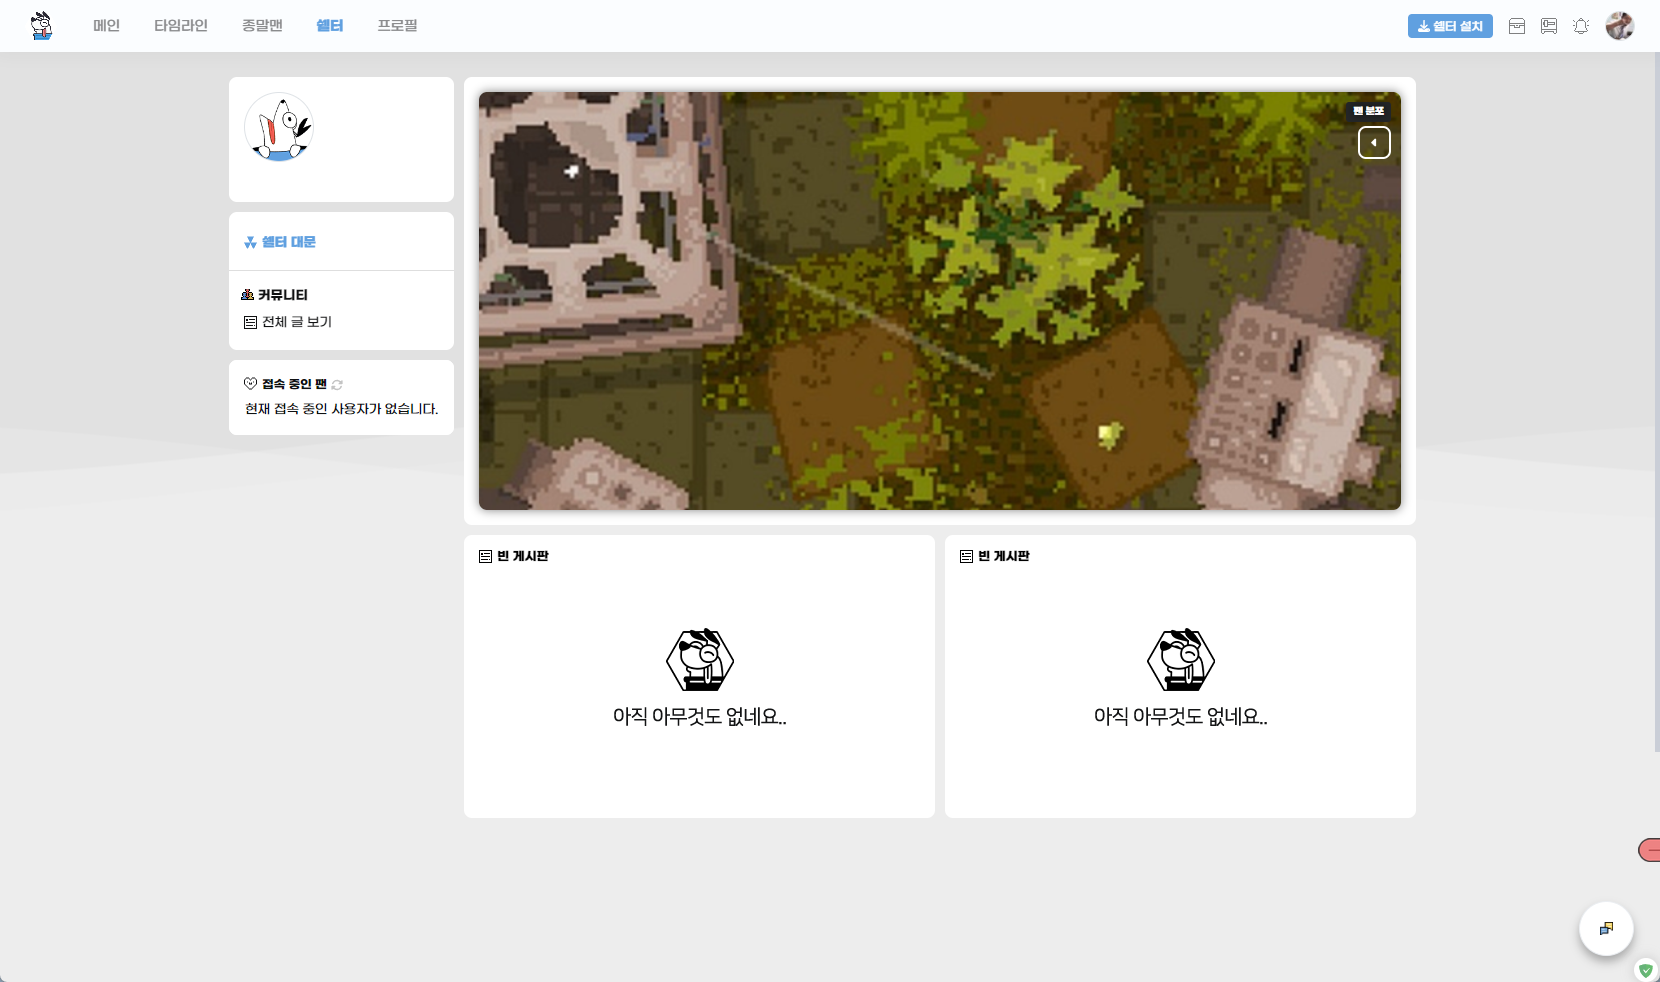 메인
타임라인
종말맨
쉘터
프로필
쉘터 설치
쉘터 대문
커뮤니티
전체 글 보기
접속 중인 팬
현재 접속 중인 사용자가 없습니다.
팬 분포
빈 게시판
아직 아무것도 없네요..
빈 게시판
아직 아무것도 없네요..